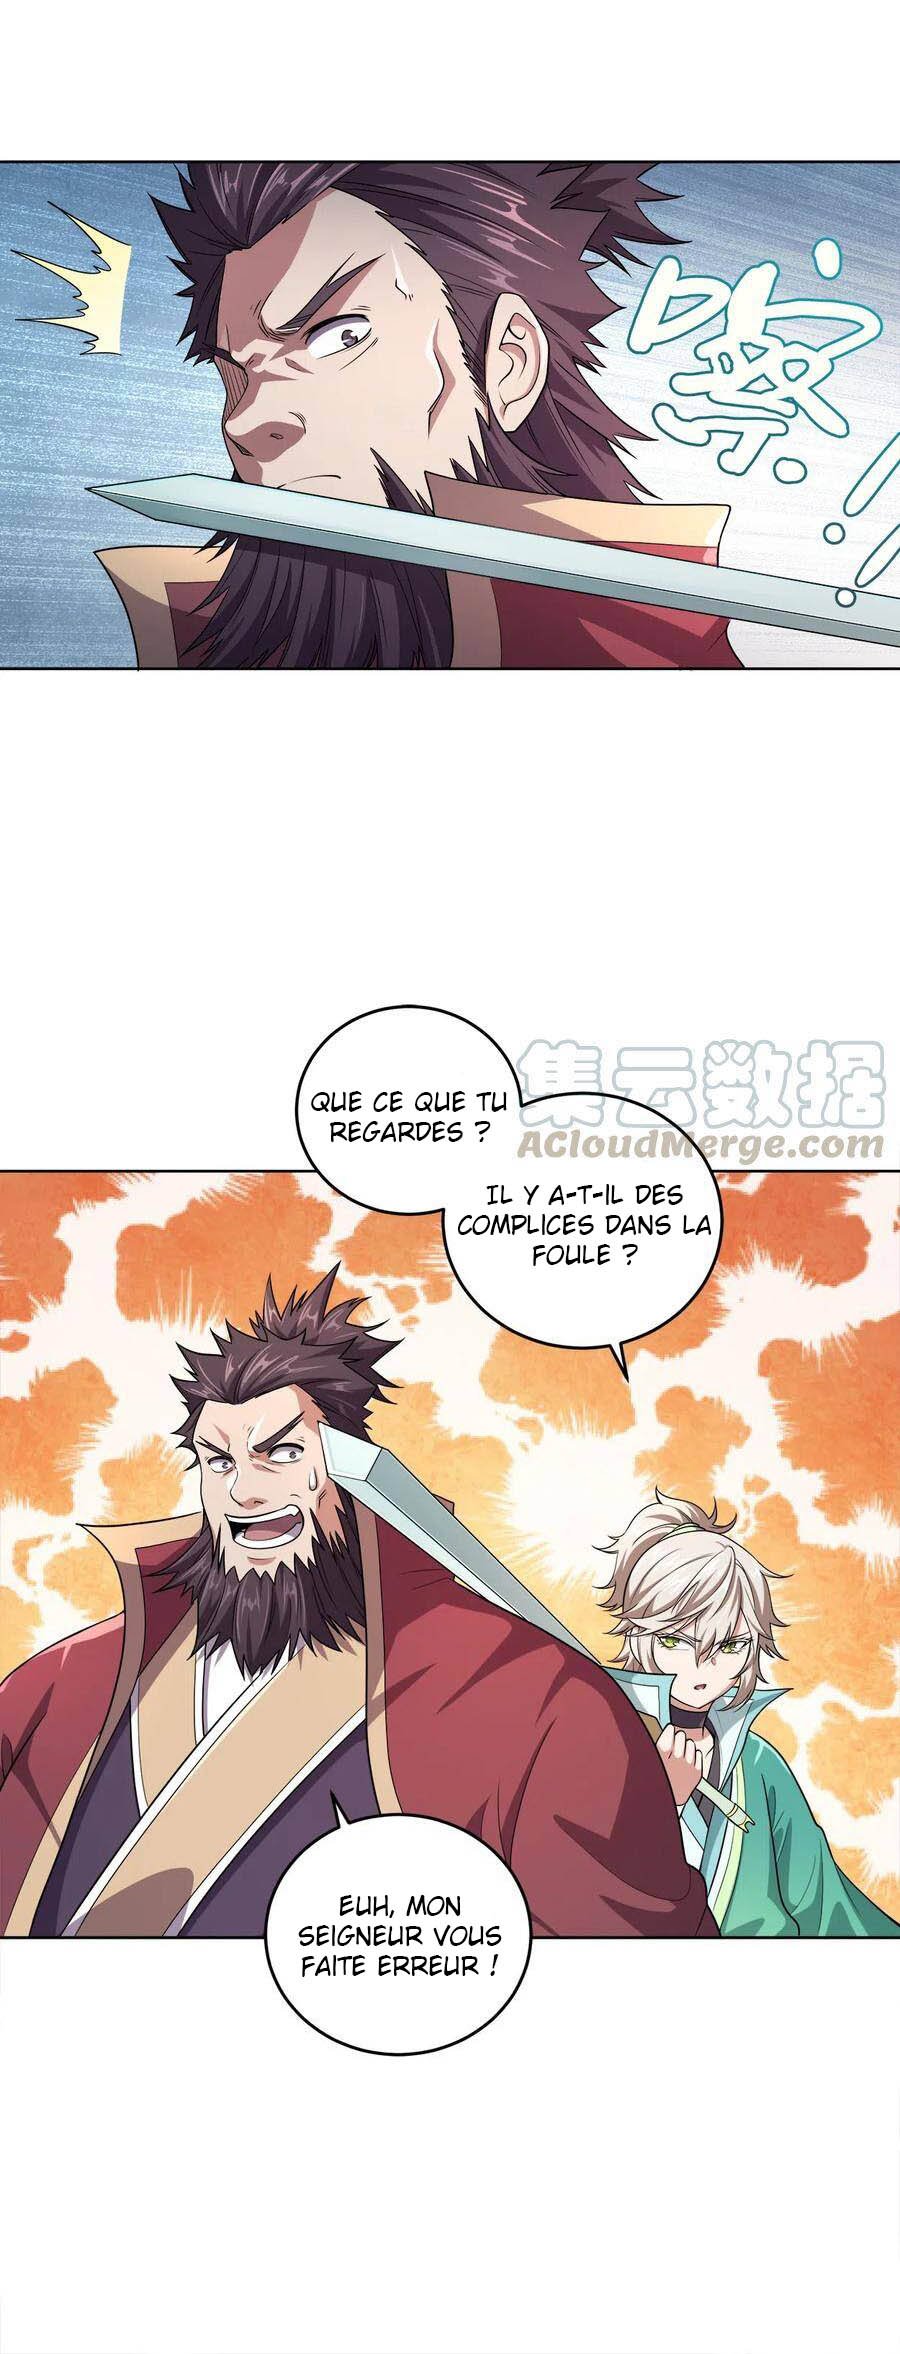 嚓!
集云数据
ACloudMerge.com
QUE CE QUE TU
REGARDES ?
IL Y A-T-IL DES
COMPLICES DANS LA
FOULE ?
EUH, MON
SEIGNEUR VOUS
FAITE ERREUR !